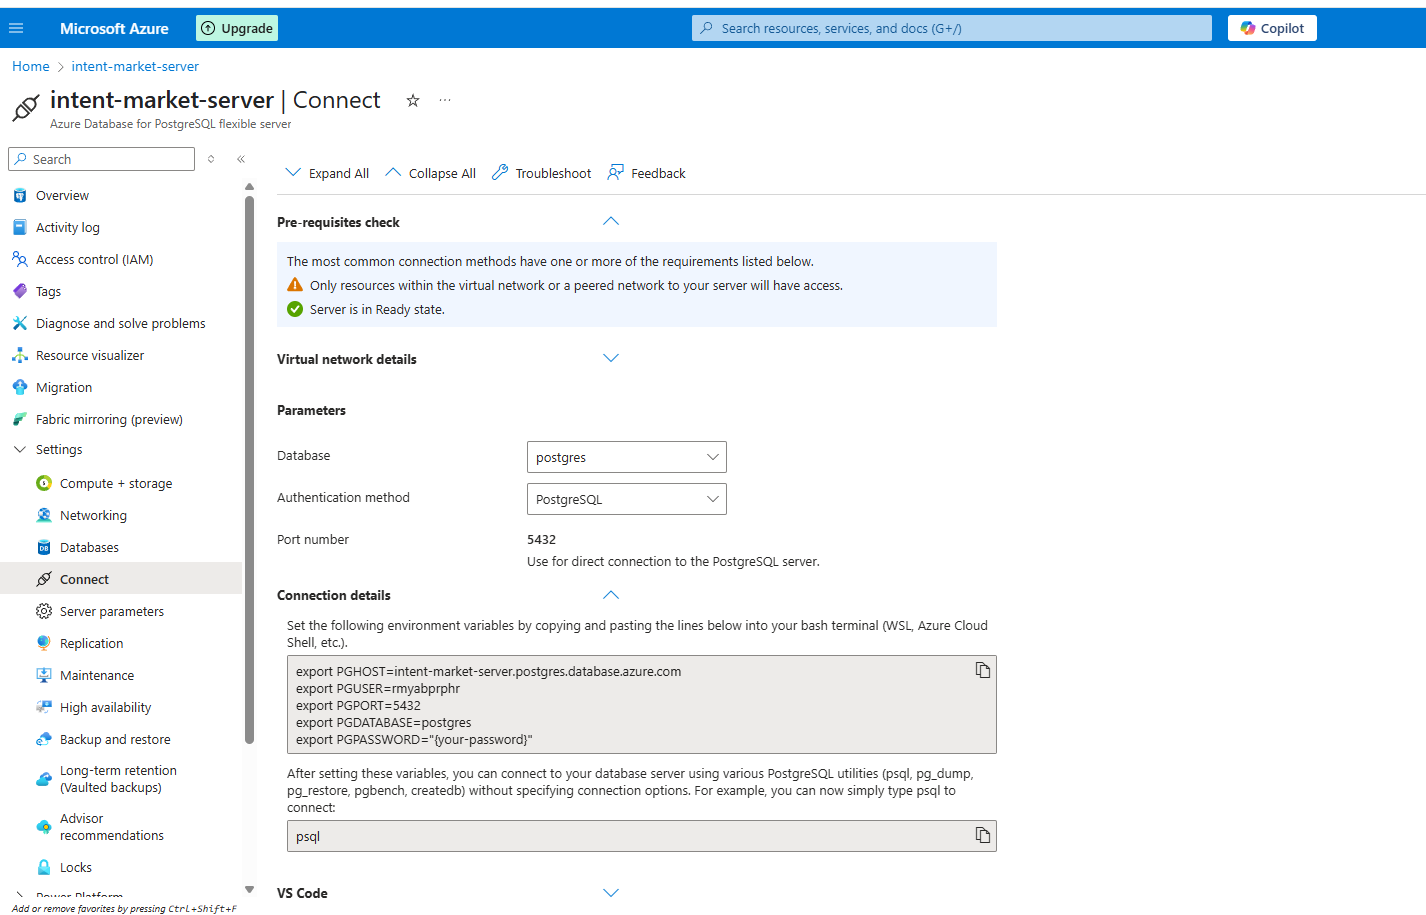 Microsoft Azure
Upgrade
Search resources, services, and docs (G+/)
Copilot
Home > intent-market-server
intent-market-server | Connect
Azure Database for PostgreSQL flexible server
Search
Overview
Activity log
Access control (IAM)
Tags
Diagnose and solve problems
Resource visualizer
Migration
Fabric mirroring (preview)
Settings
Compute + storage
Networking
Databases
Connect
Server parameters
Replication
Maintenance
High availability
Backup and restore
Long-term retention
(Vaulted backups)
Advisor
recommendations
Locks
Power Platform
Add or remove favorites by pressing Ctrl+Shift+F
Expand All
Collapse All
Troubleshoot
Feedback
Pre-requisites check
The most common connection methods have one or more of the requirements listed below.
Only resources within the virtual network or a peered network to your server will have access.
Server is in Ready state.
Virtual network details
Parameters
Database
postgres
Authentication method
PostgreSQL
Port number
5432
Use for direct connection to the PostgreSQL server.
Connection details
Set the following environment variables by copying and pasting the lines below into your bash terminal (WSL, Azure Cloud
Shell, etc.).
export PGHOST=intent-market-server.postgres.database.azure.com
export PGUSER=rmyabprphr
export PGPORT=5432
export PGDATABASE=postgres
export PGPASSWORD="{your-password}"
After setting these variables, you can connect to your database server using various PostgreSQL utilities (psql, pg_dump,
pg_restore, pgbench, createdb) without specifying connection options. For example, you can now simply type psql to
connect:
psql
VS Code